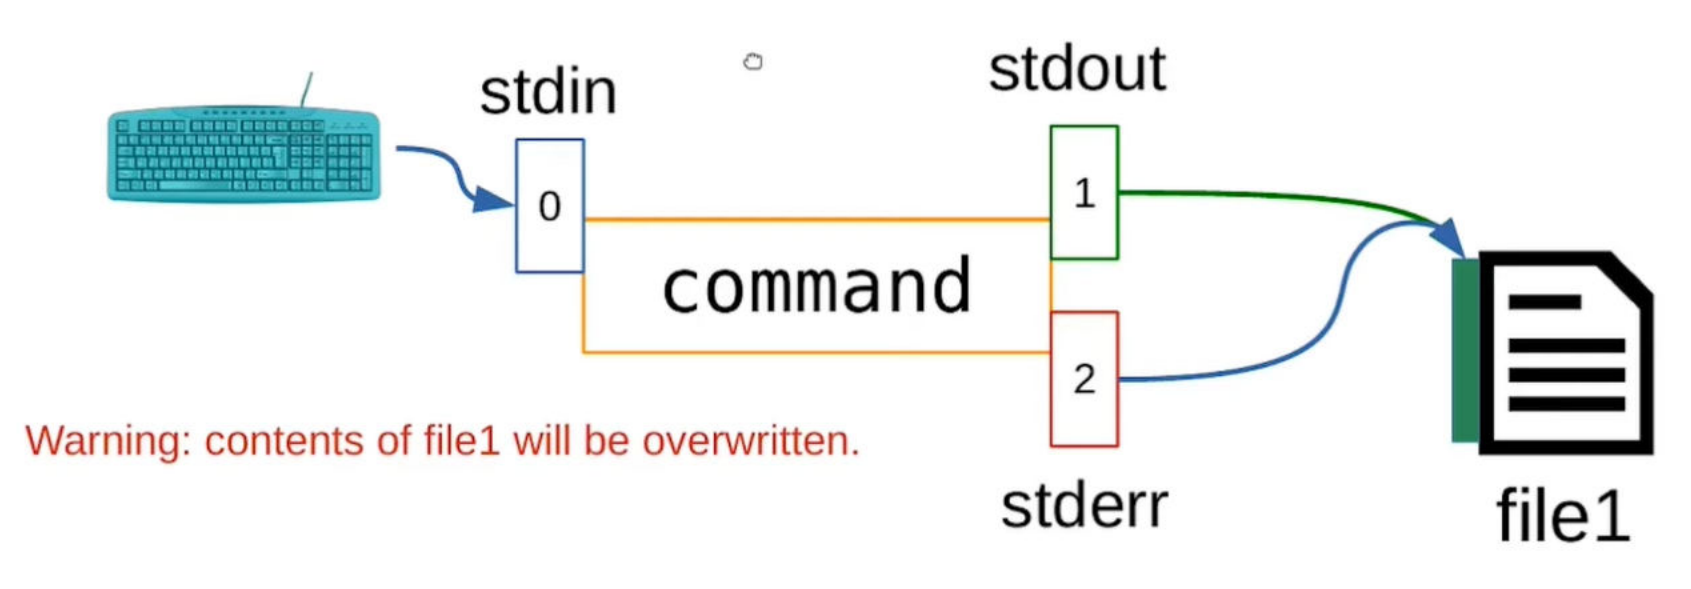 stdin
stdout
0
1
command
2
Warning: contents of file1 will be overwritten.
stderr
file1